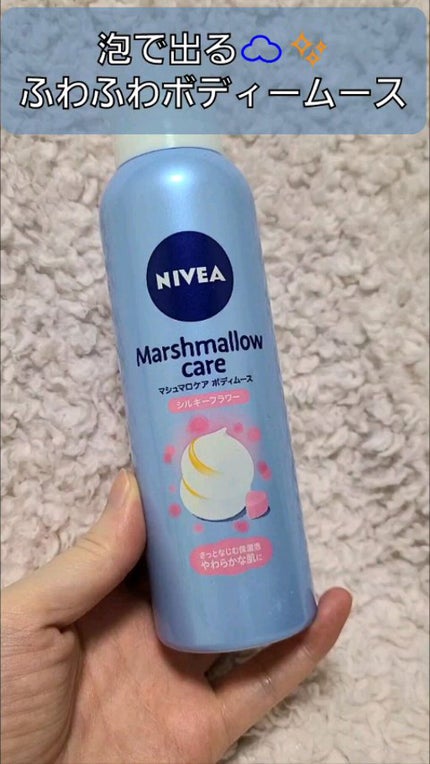 泡で出る☁️✨
ふわふわボディームース
NIVEA
Marshmallow
care
マシュマロケア ボディムース
シルキーフラワー
さっとなじむ保湿泡
やわらかな肌に